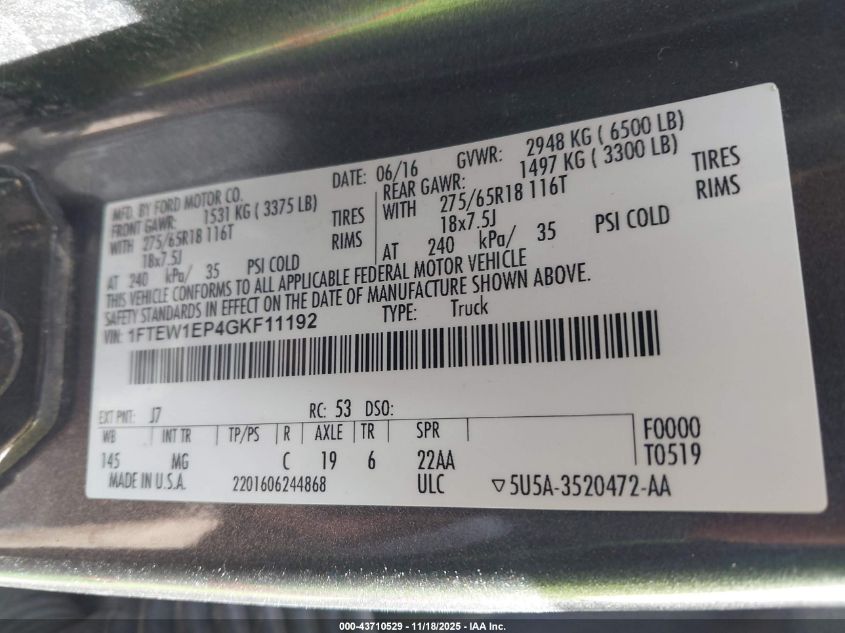 MFD. BY FORD MOTOR CO. DATE: 06/16 GVWR: 2948 KG ( 6500 LB)
FRONT GAWR: 1531 KG ( 3375 LB) REAR GAWR: 1497 KG ( 3300 LB)
WITH 275/65R18 116T TIRES WITH 275/65R18 116T TIRES
18x7.5J RIMS 18x7.5J RIMS
AT 240 kPa/ 35 PSI COLD AT 240 kPa/ 35 PSI COLD
THIS VEHICLE CONFORMS TO ALL APPLICABLE FEDERAL MOTOR VEHICLE
SAFETY STANDARDS IN EFFECT ON THE DATE OF MANUFACTURE SHOWN ABOVE.
VIN: 1FTEW1EP4GKF11192 TYPE: Truck
EXT PNT: J7 RC: 53 DSO:
WB INT TR TP/PS R AXLE TR SPR F0000
145 MG C 19 6 22AA T0519
MADE IN U.S.A. 2201606244868 ULC ▽5U5A-3520472-AA
000-43710529 - 11/18/2025 - IAA Inc.